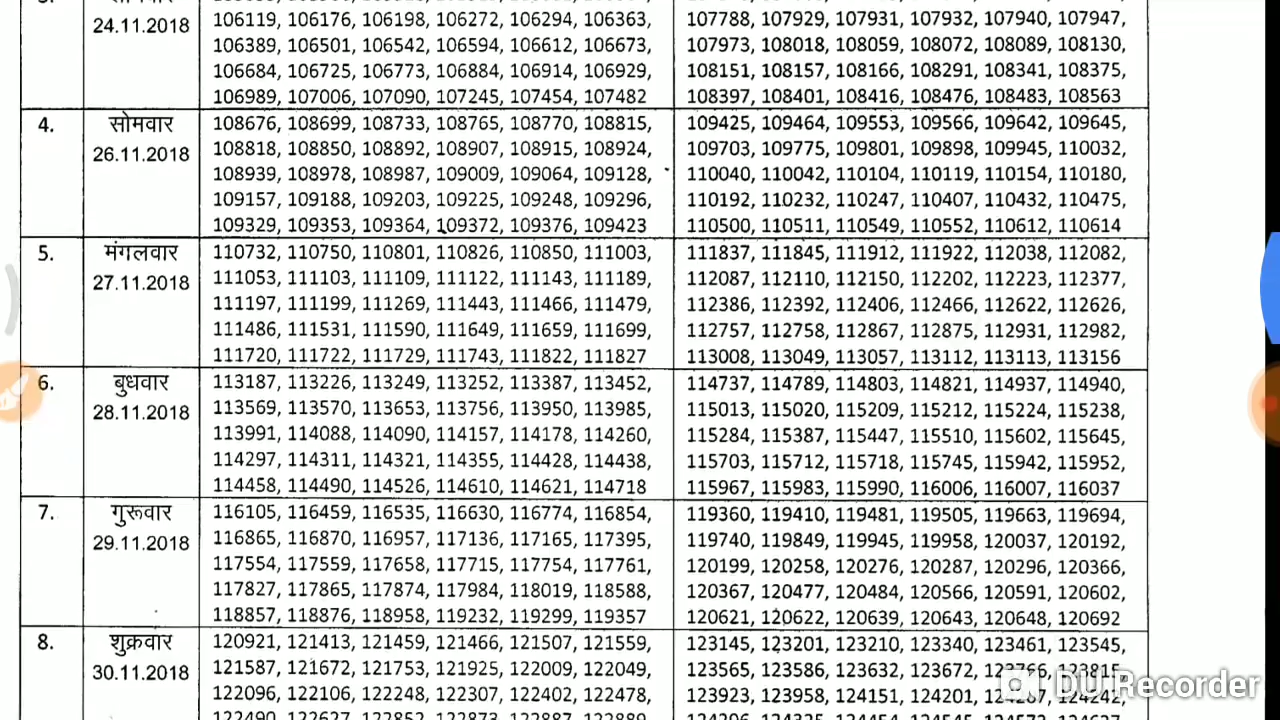 106119, 106176, 106198, 106272, 106294, 106363, 107788, 107929, 107931, 107932, 107940, 107947,
24.11.2018
106389, 106501, 106542, 106594, 106612, 106673, 107973, 108018, 108059, 108072, 108089, 108130,
106684, 106725, 106773, 106884, 106914, 106929, 108151, 108157, 108166, 108291, 108341, 108375,
106989, 107006, 107090, 107245, 107454, 107482 108397, 108401, 108416, 108476, 108483, 108563
4. सोमवार 108676, 108699, 108733, 108765, 108770, 108815, 109425, 109464, 109553, 109566, 109642, 109645,
26.11.2018 108818, 108850, 108892, 108907, 108915, 108924, 109703, 109775, 109801, 109898, 109945, 110032,
108939, 108978, 108987, 109009, 109064, 109128, 110040, 110042, 110104, 110119, 110154, 110180,
109157, 109188, 109203, 109225, 109248, 109296, 110192, 110232, 110247, 110407, 110432, 110475,
109329, 109353, 109364, 109372, 109376, 109423 110500, 110511, 110549, 110552, 110612, 110614
5. मंगलवार 110732, 110750, 110801, 110826, 110850, 111003, 111837, 111845, 111912, 111922, 112038, 112082,
27.11.2018 111053, 111103, 111109, 111122, 111143, 111189, 112087, 112110, 112150, 112202, 112223, 112377,
111197, 111199, 111269, 111443, 111466, 111479, 112386, 112392, 112406, 112466, 112622, 112626,
111486, 111531, 111590, 111649, 111659, 111699, 112757, 112758, 112867, 112875, 112931, 112982,
111720, 111722, 111729, 111743, 111822, 111827 113008, 113049, 113057, 113112, 113113, 113156
6. बुधवार 113187, 113226, 113249, 113252, 113387, 113452, 114737, 114789, 114803, 114821, 114937, 114940,
28.11.2018 113569, 113570, 113653, 113756, 113950, 113985, 115013, 115020, 115209, 115212, 115224, 115238,
113991, 114088, 114090, 114157, 114178, 114260, 115284, 115387, 115447, 115510, 115602, 115645,
114297, 114311, 114321, 114355, 114428, 114438, 115703, 115712, 115718, 115745, 115942, 115952,
114458, 114490, 114526, 114610, 114621, 114718 115967, 115983, 115990, 116006, 116007, 116037
7. गुरूवार 116105, 116459, 116535, 116630, 116774, 116854, 119360, 119410, 119481, 119505, 119663, 119694,
29.11.2018 116865, 116870, 116957, 117136, 117165, 117395, 119740, 119849, 119945, 119958, 120037, 120192,
117554, 117559, 117658, 117715, 117754, 117761, 120199, 120258, 120276, 120287, 120296, 120366,
117827, 117865, 117874, 117984, 118019, 118588, 120367, 120477, 120484, 120566, 120591, 120602,
118857, 118876, 118958, 119232, 119299, 119357 120621, 120622, 120639, 120643, 120648, 120692
8. शुक्रवार 120921, 121413, 121459, 121466, 121507, 121559, 123145, 123201, 123210, 123340, 123461, 123545,
30.11.2018 121587, 121672, 121753, 121925, 122009, 122049, 123565, 123586, 123632, 123672, 123766, 123815
122096, 122106, 122248, 122307, 122402, 122478, 123923, 123958, 124151, 124201,
DU Recorder